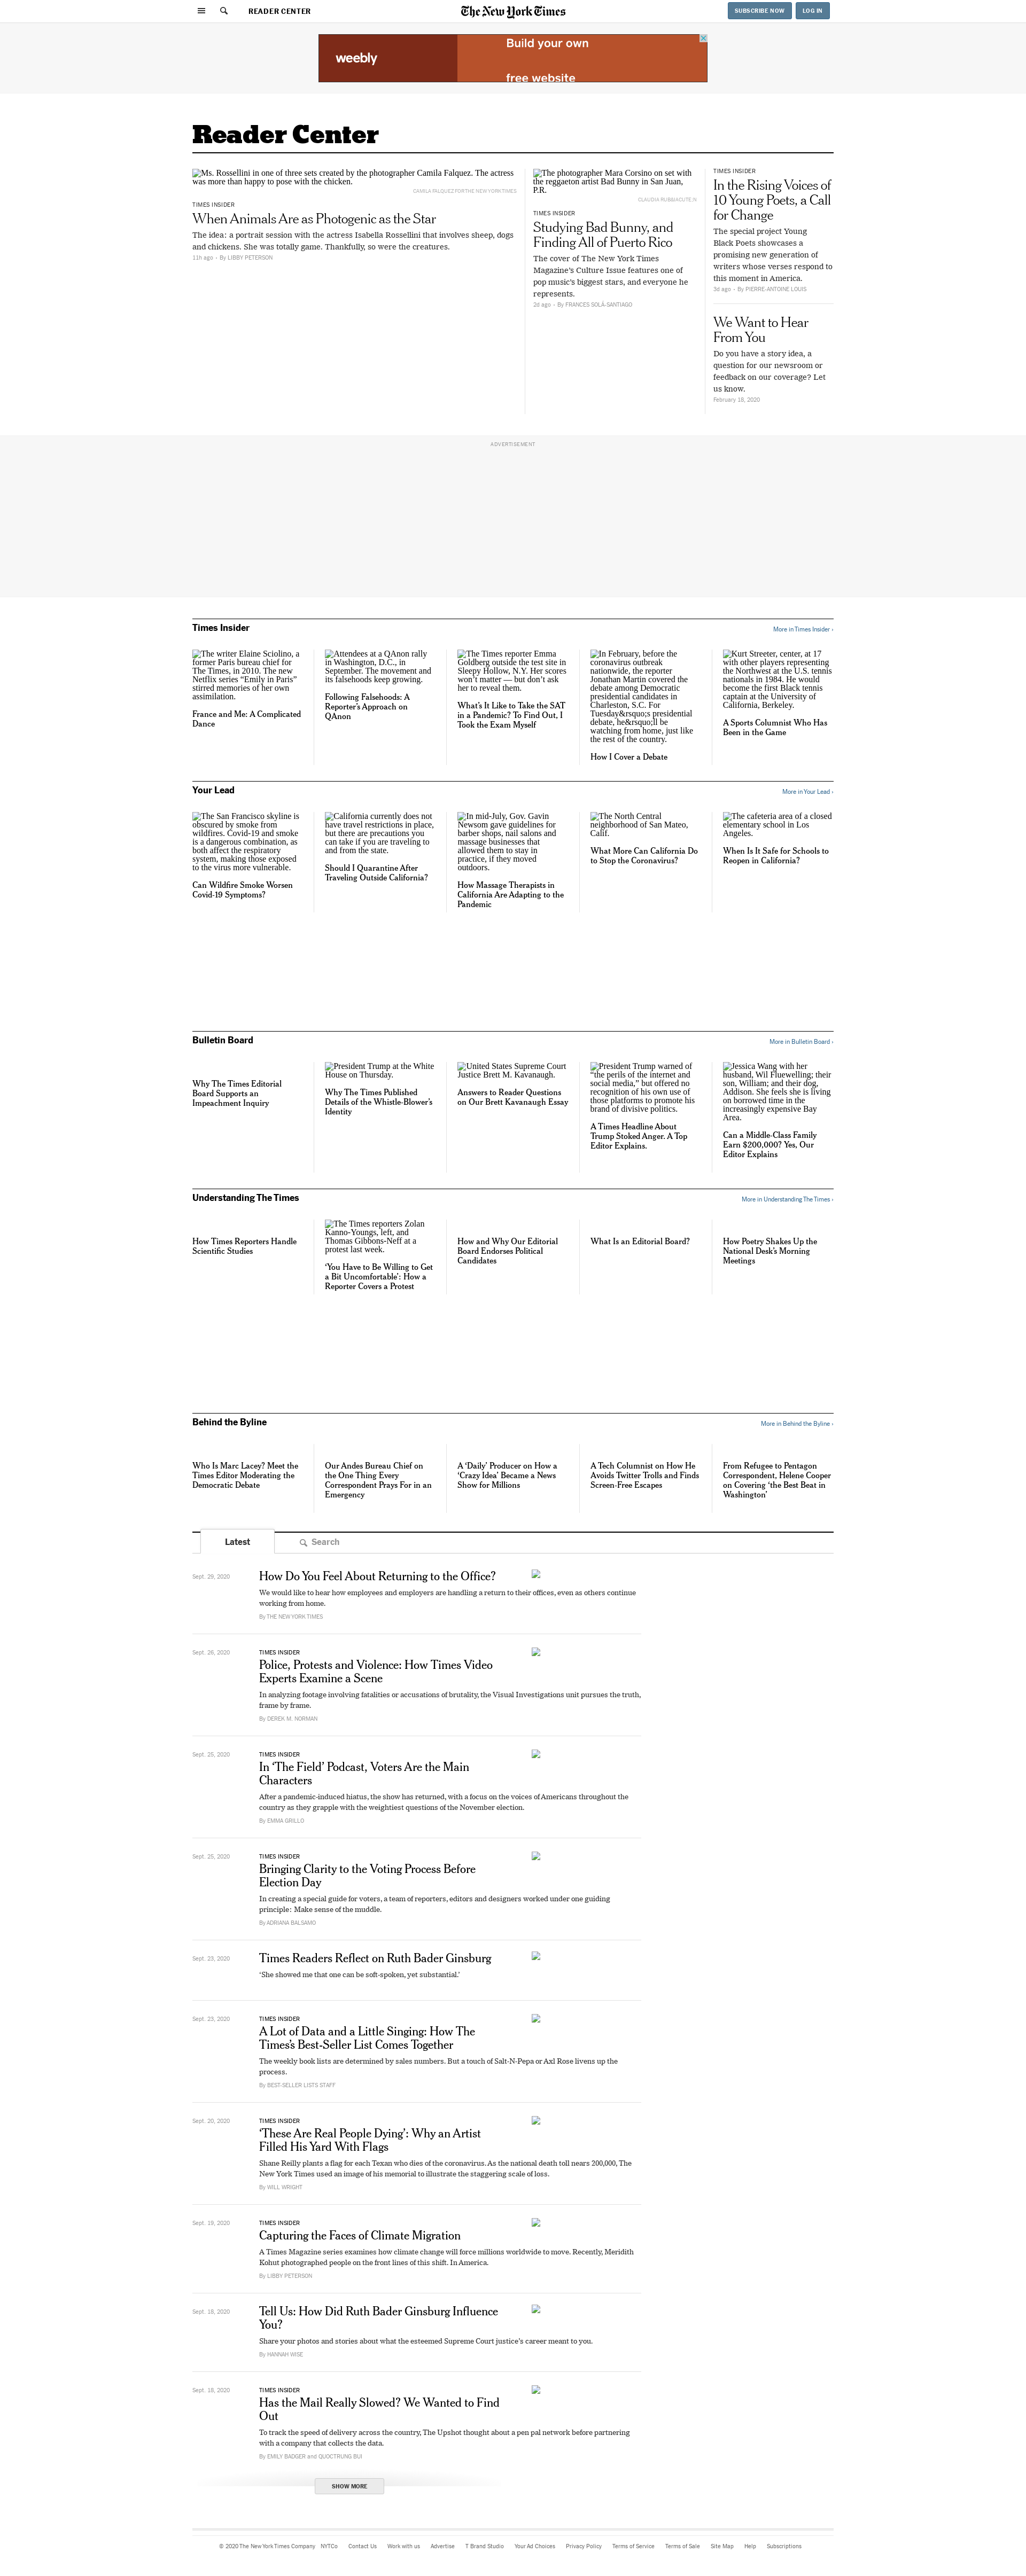 READER CENTER
The New York Times
SUBSCRIBE NOW
LOG IN
weebly
Build your own
free website
Reader Center
Ms. Rossellini in one of three sets created by the photographer Camila Falquez. The actress
was more than happy to pose with the chicken.
CAMILA FALQUEZ FOR THE NEW YORK TIMES
TIMES INSIDER
When Animals Are as Photogenic as the Star
The idea: a portrait session with the actress Isabella Rossellini that involves sheep, dogs
and chickens. She was totally game. Thankfully, so were the creatures.
11h ago - By LIBBY PETERSON
The photographer Mara Corsino on set with
the reggaeton artist Bad Bunny in San Juan,
P.R.
TIMES INSIDER
Studying Bad Bunny, and
Finding All of Puerto Rico
The cover of The New York Times
Magazine's Culture Issue features one of
pop music's biggest stars, and everyone he
represents.
2d ago - By FRANCES SOLÁ-SANTIAGO
TIMES INSIDER
In the Rising Voices of
10 Young Poets, a Call
for Change
The special project Young
Black Poets showcases a
promising new generation of
writers whose verses respond to
this moment in America.
3d ago - By PIERRE-ANTOINE LOUIS
We Want to Hear
From You
Do you have a story idea, a
question for our newsroom or
feedback on our coverage? Let
us know.
February 18, 2020
ADVERTISEMENT
Times Insider
More in Times Insider ›
The writer Elaine Sciolino, a
former Paris bureau chief for
The Times, in 2010. The new
Netflix series “Emily in Paris”
stirred memories of her own
assimilation.
France and Me: A Complicated
Dance
Attendees at a QAnon rally
in Washington, D.C., in
September. The movement and
its falsehoods keep growing.
Following Falsehoods: A
Reporter’s Approach on
QAnon
The Times reporter Emma
Goldberg outside the test site in
Sleepy Hollow, N.Y. Her scores
won’t matter — but don’t ask
her to reveal them.
What’s It Like to Take the SAT
in a Pandemic? To Find Out, I
Took the Exam Myself
In February, before the
coronavirus outbreak
nationwide, the reporter
Jonathan Martin covered the
debate among Democratic
presidential candidates in
Charleston, S.C. For
Tuesday&rsquo;s presidential
debate, he&rsquo;ll be
watching from home, just like
the rest of the country.
How I Cover a Debate
Kurt Streeter, center, at 17
with other players representing
the Northwest at the U.S. tennis
nationals in 1984. He would
become the first Black tennis
captain at the University of
California, Berkeley.
A Sports Columnist Who Has
Been in the Game
Your Lead
More in Your Lead ›
The San Francisco skyline is
obscured by smoke from
wildfires. Covid-19 and smoke
is a dangerous combination, as
both affect the respiratory
system, making those exposed
to the virus more vulnerable.
Can Wildfire Smoke Worsen
Covid-19 Symptoms?
California currently does not
have travel restrictions in place,
but there are precautions you
can take if you are traveling to
and from the state.
Should I Quarantine After
Traveling Outside California?
In mid-July, Gov. Gavin
Newsom gave guidelines for
barber shops, nail salons and
massage businesses that
allowed them to stay in
practice, if they moved
outdoors.
How Massage Therapists in
California Are Adapting to the
Pandemic
The North Central
neighborhood of San Mateo,
Calif.
What More Can California Do
to Stop the Coronavirus?
The cafeteria area of a closed
elementary school in Los
Angeles.
When Is It Safe for Schools to
Reopen in California?
Bulletin Board
More in Bulletin Board ›
Why The Times Editorial
Board Supports an
Impeachment Inquiry
President Trump at the White
House on Thursday.
Why The Times Published
Details of the Whistle-Blower’s
Identity
United States Supreme Court
Justice Brett M. Kavanaugh.
Answers to Reader Questions
on Our Brett Kavanaugh Essay
President Trump warned of
“the perils of the internet and
social media,” but offered no
recognition of his own use of
those platforms to promote his
brand of divisive politics.
A Times Headline About
Trump Stoked Anger. A Top
Editor Explains.
Jessica Wang with her
husband, Wil Fluewelling; their
son, William; and their dog,
Addison. She feels she is living
on borrowed time in the
increasingly expensive Bay
Area.
Can a Middle-Class Family
Earn $200,000? Yes, Our
Editor Explains
Understanding The Times
More in Understanding The Times ›
How Times Reporters Handle
Scientific Studies
The Times reporters Zolan
Kanno-Youngs, left, and
Thomas Gibbons-Neff at a
protest last week.
‘You Have to Be Willing to Get
a Bit Uncomfortable’: How a
Reporter Covers a Protest
How and Why Our Editorial
Board Endorses Political
Candidates
What Is an Editorial Board?
How Poetry Shakes Up the
National Desk’s Morning
Meetings
Behind the Byline
More in Behind the Byline ›
Who Is Marc Lacey? Meet the
Times Editor Moderating the
Democratic Debate
Our Andes Bureau Chief on
the One Thing Every
Correspondent Prays For in an
Emergency
A ‘Daily’ Producer on How a
‘Crazy Idea’ Became a News
Show for Millions
A Tech Columnist on How He
Avoids Twitter Trolls and Finds
Screen-Free Escapes
From Refugee to Pentagon
Correspondent, Helene Cooper
on Covering ‘the Best Beat in
Washington’
Latest
Search
Sept. 29, 2020
How Do You Feel About Returning to the Office?
We would like to hear how employees and employers are handling a return to their offices, even as others continue
working from home.
By THE NEW YORK TIMES
Sept. 26, 2020
TIMES INSIDER
Police, Protests and Violence: How Times Video
Experts Examine a Scene
In analyzing footage involving fatalities or accusations of brutality, the Visual Investigations unit pursues the truth,
frame by frame.
By DEREK M. NORMAN
Sept. 25, 2020
TIMES INSIDER
In ‘The Field’ Podcast, Voters Are the Main
Characters
After a pandemic-induced hiatus, the show has returned, with a focus on the voices of Americans throughout the
country as they grapple with the weightiest questions of the November election.
By EMMA GRILLO
Sept. 25, 2020
TIMES INSIDER
Bringing Clarity to the Voting Process Before
Election Day
In creating a special guide for voters, a team of reporters, editors and designers worked under one guiding
principle: Make sense of the muddle.
By ADRIANA BALSAMO
Sept. 23, 2020
Times Readers Reflect on Ruth Bader Ginsburg
‘She showed me that one can be soft-spoken, yet substantial.’
Sept. 23, 2020
TIMES INSIDER
A Lot of Data and a Little Singing: How The
Times’s Best-Seller List Comes Together
The weekly book lists are determined by sales numbers. But a touch of Salt-N-Pepa or Axl Rose livens up the
process.
By BEST-SELLER LISTS STAFF
Sept. 20, 2020
TIMES INSIDER
‘These Are Real People Dying’: Why an Artist
Filled His Yard With Flags
Shane Reilly plants a flag for each Texan who dies of the coronavirus. As the national death toll nears 200,000, The
New York Times used an image of his memorial to illustrate the staggering scale of loss.
By WILL WRIGHT
Sept. 19, 2020
TIMES INSIDER
Capturing the Faces of Climate Migration
A Times Magazine series examines how climate change will force millions worldwide to move. Recently, Meridith
Kohut photographed people on the front lines of this shift. In America.
By LIBBY PETERSON
Sept. 18, 2020
Tell Us: How Did Ruth Bader Ginsburg Influence
You?
Share your photos and stories about what the esteemed Supreme Court justice’s career meant to you.
By HANNAH WISE
Sept. 18, 2020
TIMES INSIDER
Has the Mail Really Slowed? We Wanted to Find
Out
To track the speed of delivery across the country, The Upshot thought about a pen pal network before partnering
with a company that collects the data.
By EMILY BADGER and QUOCTRUNG BUI
SHOW MORE
© 2020 The New York Times Company NYTCo Contact Us Work with us Advertise T Brand Studio Your Ad Choices Privacy Policy Terms of Service Terms of Sale Site Map Help Subscriptions